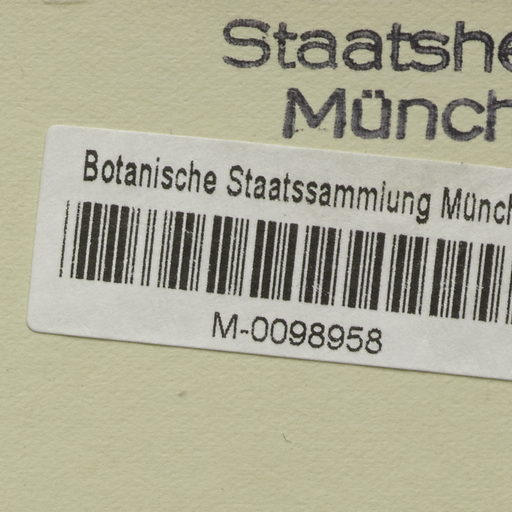 Staatshe
Münch
Botanische Staatssammlung Münch
M-0098958